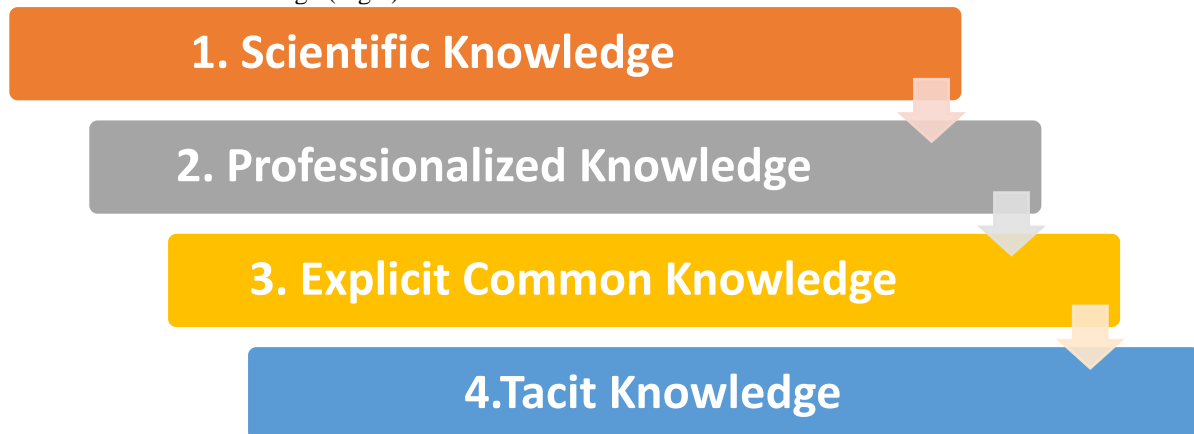 1. Scientific Knowledge
2. Professionalized Knowledge
3. Explicit Common Knowledge
4.Tacit Knowledge